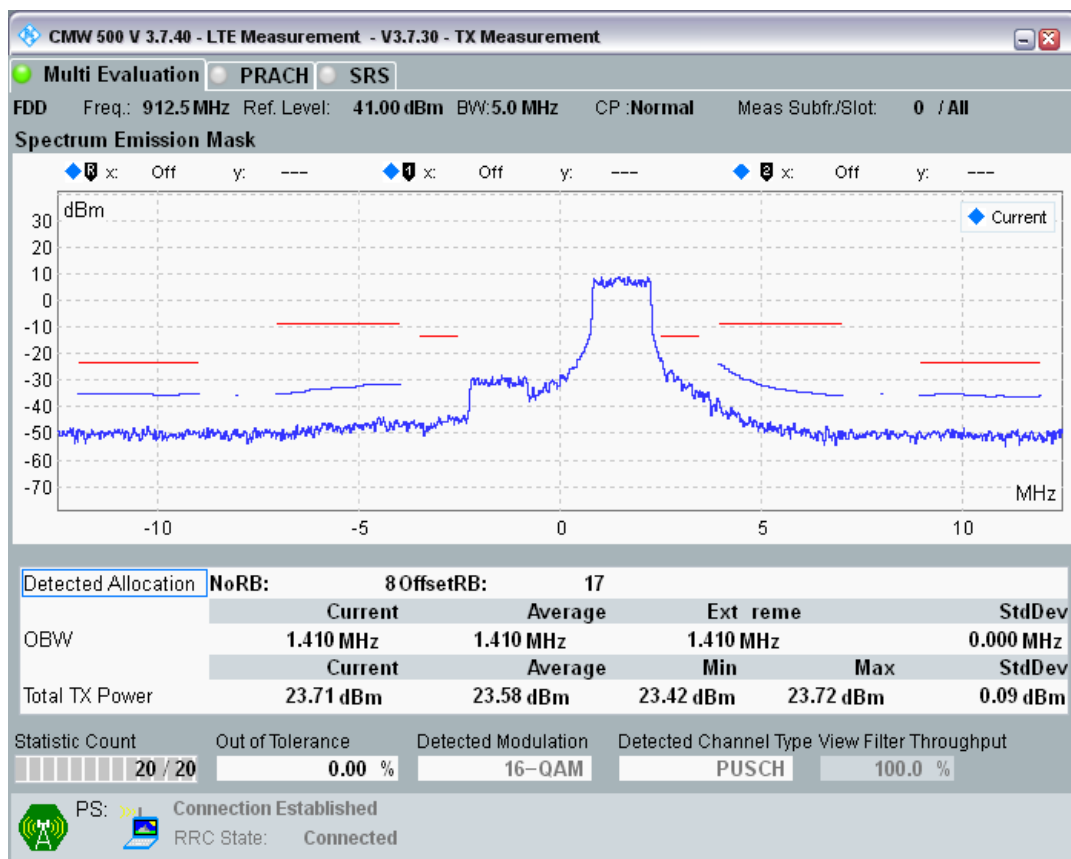 CMW 500 V 3.7.40 - LTE Measurement - V3.7.30 - TX Measurement
Multi Evaluation PRACH SRS
FDD Freq.: 912.5 MHz Ref. Level: 41.00 dBm BW:5.0 MHz CP :Normal Meas Subfr./Slot: 0 / All
Spectrum Emission Mask
R x: Off y: --- 1 x: Off y: --- 2 x: Off y: ---
dBm
Current
30
20
10
0
-10
-20
-30
-40
-50
-60
-70
MHz
-10 -5 0 5 10
Detected Allocation NoRB: 8 OffsetRB: 17
Current Average Ext reme StdDev
OBW 1.410 MHz 1.410 MHz 1.410 MHz 0.000 MHz
Current Average Min Max StdDev
Total TX Power 23.71 dBm 23.58 dBm 23.42 dBm 23.72 dBm 0.09 dBm
Statistic Count Out of Tolerance Detected Modulation Detected Channel Type View Filter Throughput
20 / 20 0.00 % 16-QAM PUSCH 100.0 %
PS: Connection Established
RRC State: Connected